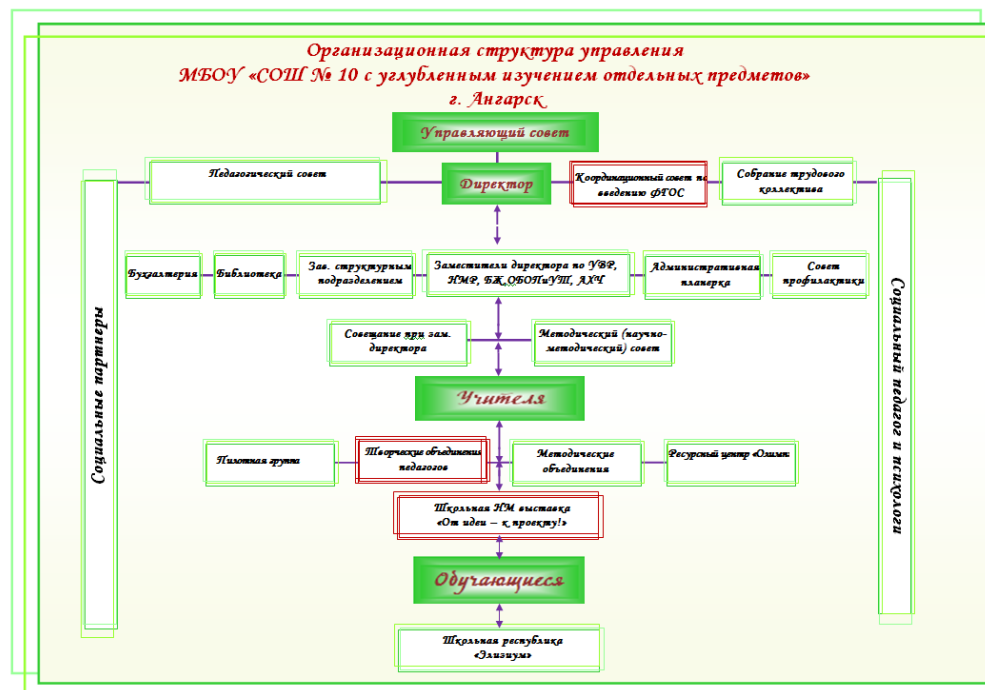 Организационная структура управления
МБОУ «СОШ № 10 с углубленным изучением отдельных предметов»
г. Ангарск
Управляющий совет
Педагогический совет
Директор
Координационный совет по
введению ФГОС
Собрание трудового
коллектива
Бухгалтерия
Библиотека
Зав. структурным
подразделением
Заместители директора по УВР,
НМР, БЖ,ОБОПиУТ, АХЧ
Административная
планерка
Совет
профилактики
Социальные партнеры
Социальный педагог и психологи
Совещание при зам.
директора
Методический (научно-
методический) совет
Учителя
Пилотная группа
Творческие объединения
педагогов
Методические
объединения
Ресурсный центр
Школьная НМ выставка
«От идеи – к проекту!»
Обучающиеся
Школьная республика
«Элизиум»